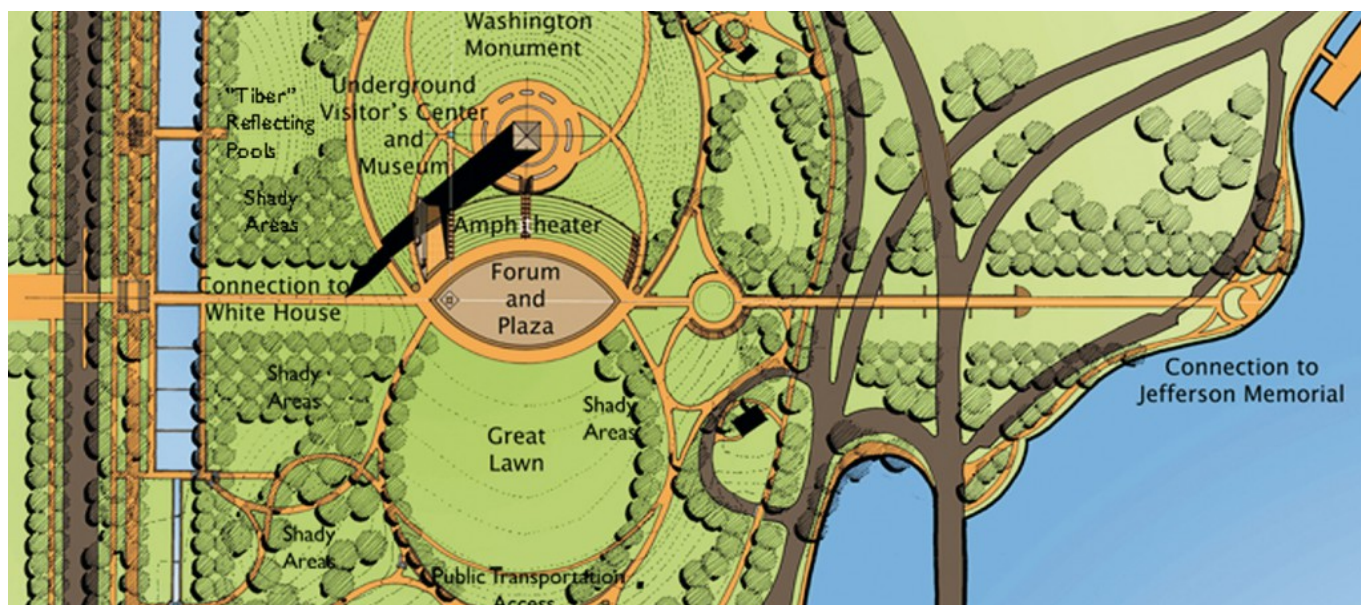 Washington
Monument
Underground
Visitor's Center
and
Museum
"Tiber"
Reflecting
Pools
Shady
Areas
Amphitheater
Forum
and
Plaza
Connection to
White House
Shady
Areas
Shady
Areas
Great
Lawn
Connection to
Jefferson Memorial
Shady
Areas
Public Transportation
Access